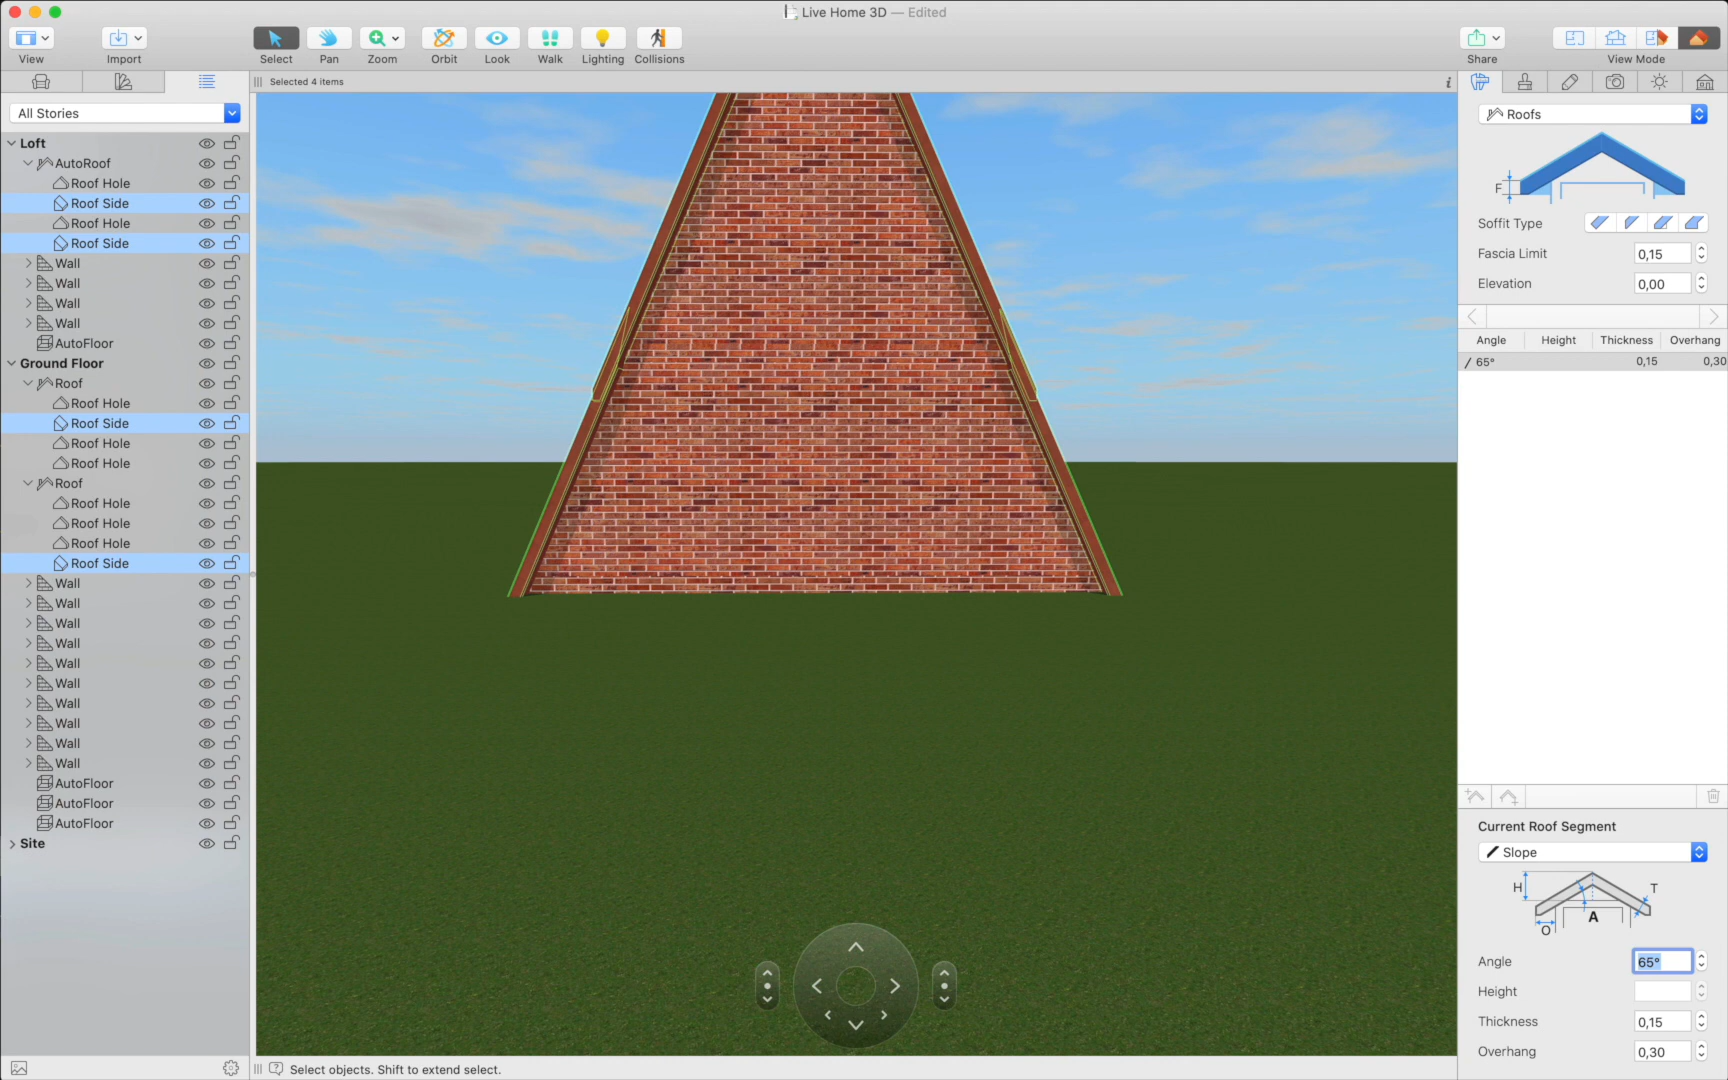 Live Home 3D — Edited
View
Import
Select
Pan
Zoom
Orbit
Look
Walk
Lighting
Collisions
Share
View Mode
Selected 4 items
i
All Stories
Loft
AutoRoof
Roof Hole
Roof Side
Roof Hole
Roof Side
Wall
Wall
Wall
Wall
AutoFloor
Ground Floor
Roof
Roof Hole
Roof Side
Roof Hole
Roof Hole
Roof
Roof Hole
Roof Hole
Roof Hole
Roof Side
Wall
Wall
Wall
Wall
Wall
Wall
Wall
Wall
Wall
Wall
AutoFloor
AutoFloor
AutoFloor
Site
Select objects. Shift to extend select.
Roofs
F
Soffit Type
Fascia Limit 0,15
Elevation 0,00
Angle Height Thickness Overhang
65° 0,15 0,30
Current Roof Segment
Slope
H T
A
O
Angle 65°
Height
Thickness 0,15
Overhang 0,30